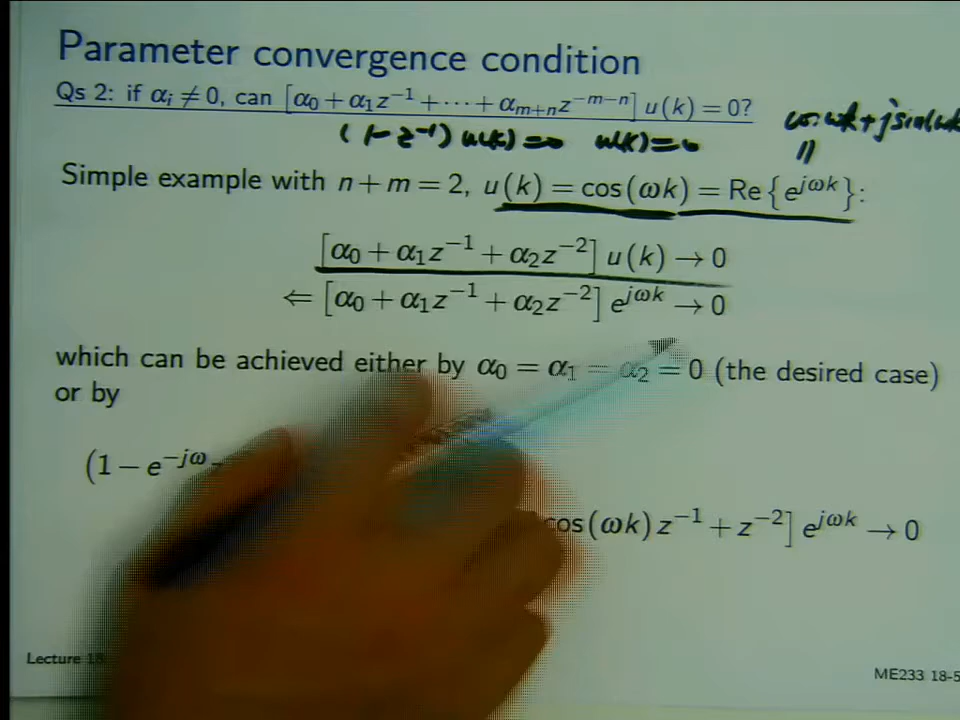 Parameter convergence condition
Qs 2: if αᵢ ≠ 0, can [α₀ + α₁z⁻¹ + ⋯ + αₘ₊ₙz⁻ᵐ⁻ⁿ] u(k) = 0?
cos ωk + j sin ωk
(1 − z⁻¹) u(k) = 0 u(k) = 0
=
Simple example with n + m = 2, u(k) = cos(ωk) = Re{e^{jωk}}:
[α₀ + α₁z⁻¹ + α₂z⁻²] u(k) → 0
⇐ [α₀ + α₁z⁻¹ + α₂z⁻²] e^{jωk} → 0
which can be achieved either by α₀ = α₁ = α₂ = 0 (the desired case)
or by
(1 − e^{−jω}
cos(ωk) z⁻¹ + z⁻²] e^{jωk} → 0
Lecture 18
ME233 18-5